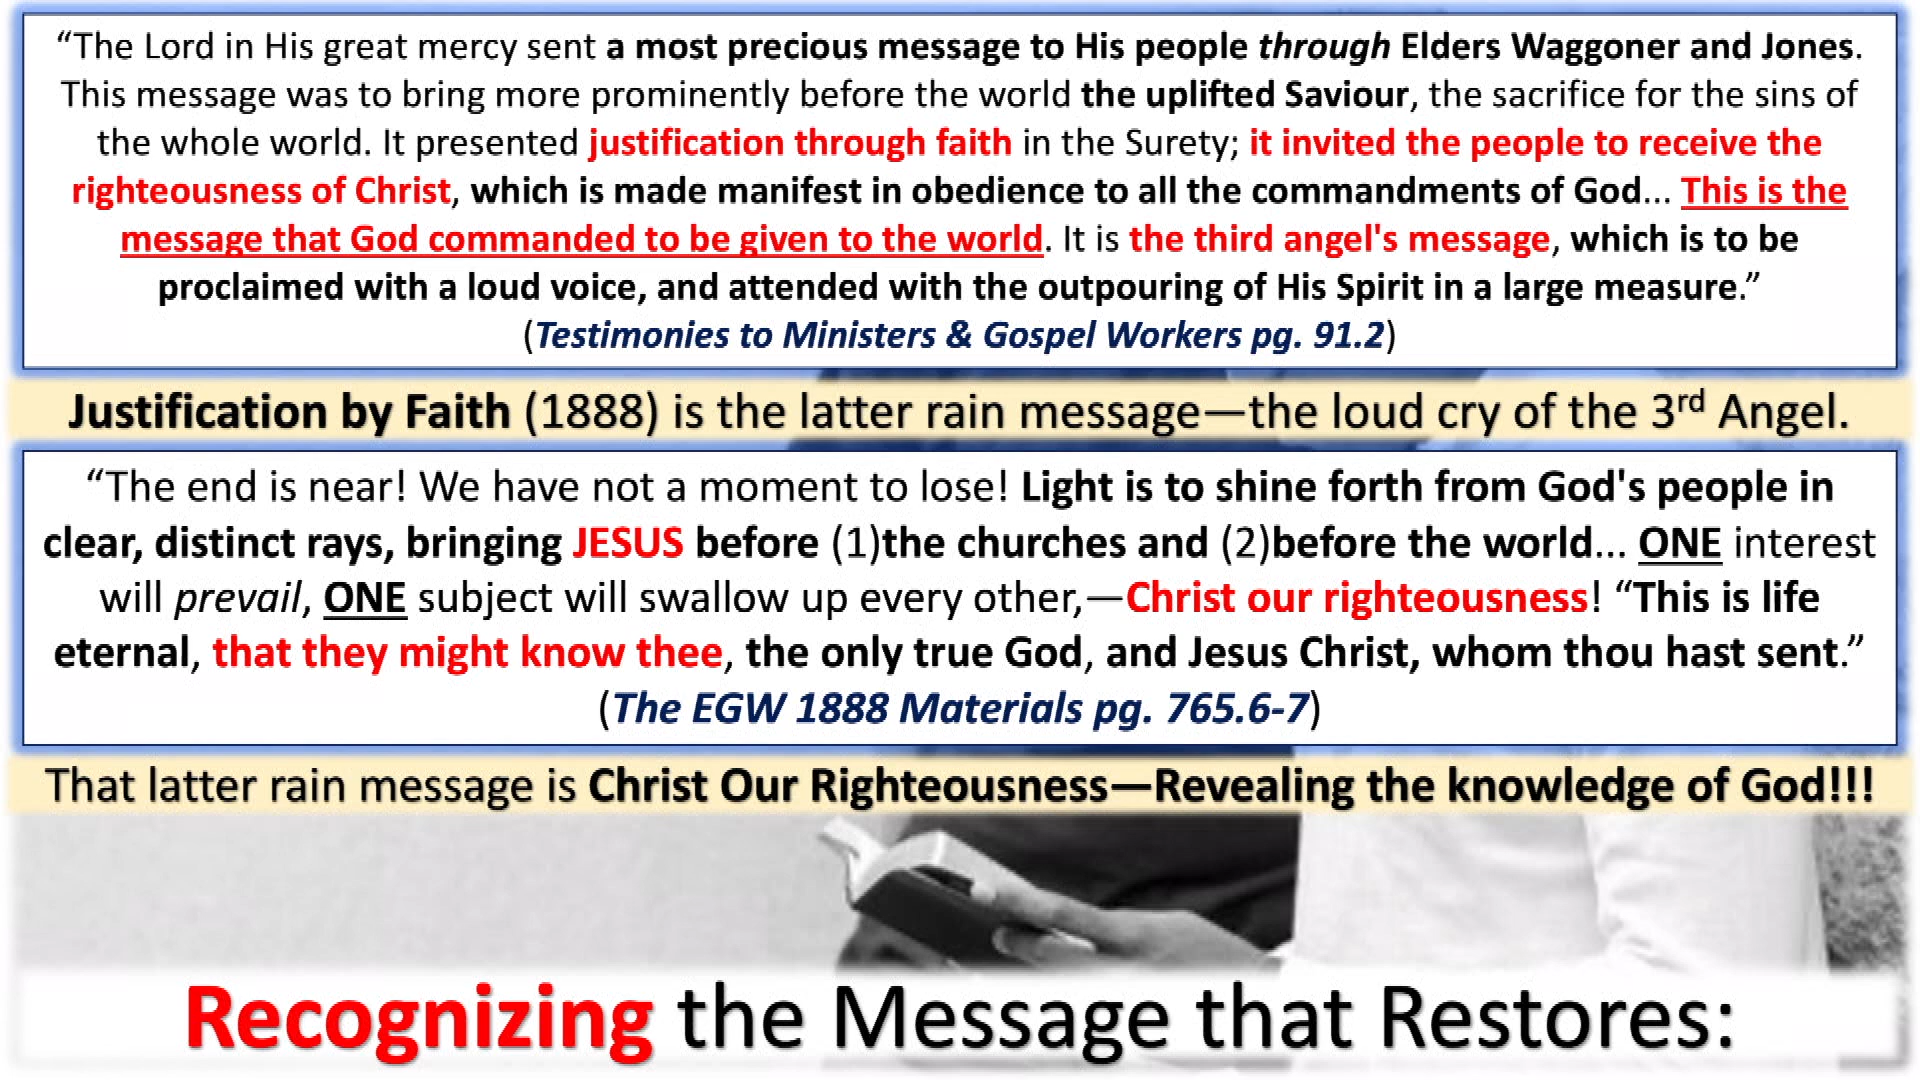 “The Lord in His great mercy sent a most precious message to His people through Elders Waggoner and Jones.
This message was to bring more prominently before the world the uplifted Saviour, the sacrifice for the sins of
the whole world. It presented justification through faith in the Surety; it invited the people to receive the
righteousness of Christ, which is made manifest in obedience to all the commandments of God... This is the
message that God commanded to be given to the world. It is the third angel's message, which is to be
proclaimed with a loud voice, and attended with the outpouring of His Spirit in a large measure.”
(Testimonies to Ministers & Gospel Workers pg. 91.2)
Justification by Faith (1888) is the latter rain message—the loud cry of the 3rd Angel.
“The end is near! We have not a moment to lose! Light is to shine forth from God's people in
clear, distinct rays, bringing JESUS before (1)the churches and (2)before the world... ONE interest
will prevail, ONE subject will swallow up every other,—Christ our righteousness! “This is life
eternal, that they might know thee, the only true God, and Jesus Christ, whom thou hast sent.”
(The EGW 1888 Materials pg. 765.6-7)
That latter rain message is Christ Our Righteousness—Revealing the knowledge of God!!!
Recognizing the Message that Restores: